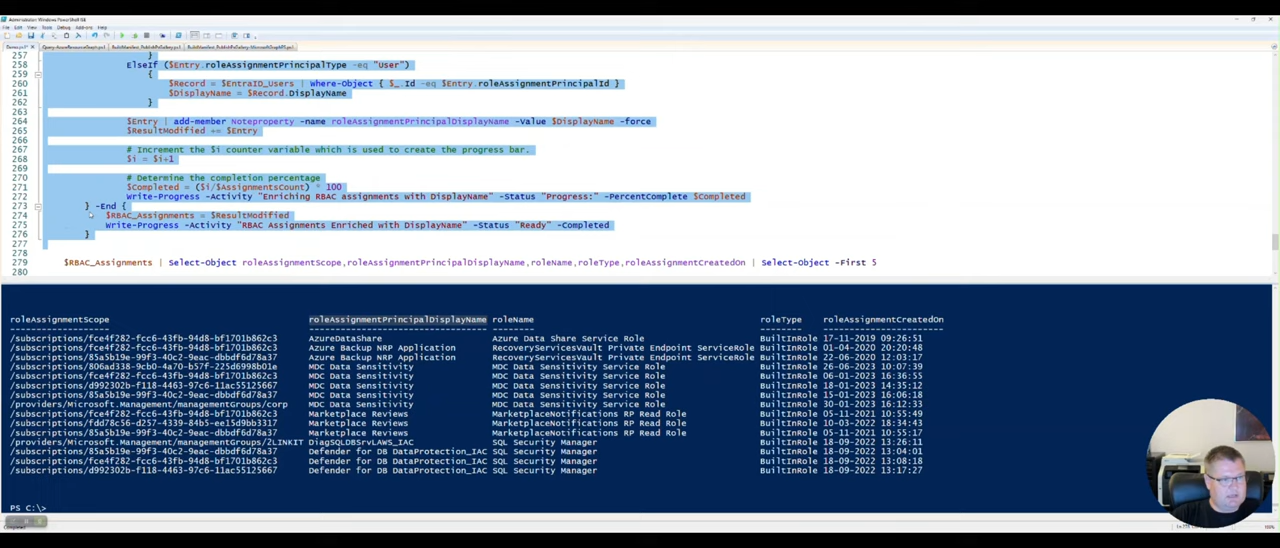 Administrator: Windows PowerShell ISE
File Edit View Tools Debug Add-ons Help
257 }
258 ElseIf ($Entry.roleAssignmentPrincipalType -eq "User")
259 {
260 $Record = $EntraID_Users | Where-Object { $_.Id -eq $Entry.roleAssignmentPrincipalId }
261 $DisplayName = $Record.DisplayName
262 }
263
264 $Entry | add-member Noteproperty -name roleAssignmentPrincipalDisplayName -Value $DisplayName -force
265 $ResultModified += $Entry
266
267 # Increment the $i counter variable which is used to create the progress bar.
268 $i = $i+1
269
270 # Determine the completion percentage
271 $Completed = ($i/$AssignmentsCount) * 100
272 Write-Progress -Activity "Enriching RBAC assignments with DisplayName" -Status "Progress:" -PercentComplete $Completed
273 } -End {
274 $RBAC_Assignments = $ResultModified
275 Write-Progress -Activity "RBAC Assignments Enriched with DisplayName" -Status "Ready" -Completed
276 }
277
278
279 $RBAC_Assignments | Select-Object roleAssignmentScope,roleAssignmentPrincipalDisplayName,roleName,roleType,roleAssignmentCreatedOn | Select-Object -First 5
280
roleAssignmentScope roleAssignmentPrincipalDisplayName roleName roleType roleAssignmentCreatedOn
------------------- ---------------------------------- -------- -------- -----------------------
/subscriptions/fce4f282-fcc6-43fb-94d8-bf1701b862c3 AzureDataShare Azure Data Share Service Role BuiltInRole 17-11-2019 09:26:51
/subscriptions/fce4f282-fcc6-43fb-94d8-bf1701b862c3 Azure Backup NRP Application RecoveryServicesVault Private Endpoint ServiceRole BuiltInRole 01-04-2020 20:20:48
/subscriptions/85a5b19e-99f3-40c2-9eac-dbbdf6d78a37 Azure Backup NRP Application RecoveryServicesVault Private Endpoint ServiceRole BuiltInRole 22-06-2020 12:03:17
/subscriptions/806ad338-9cb0-4a70-b57f-225d6998b01e MDC Data Sensitivity MDC Data Sensitivity Service Role BuiltInRole 26-06-2023 10:07:39
/subscriptions/fce4f282-fcc6-43fb-94d8-bf1701b862c3 MDC Data Sensitivity MDC Data Sensitivity Service Role BuiltInRole 06-01-2023 16:36:55
/subscriptions/d992302b-f118-4463-97c6-11ac55125667 MDC Data Sensitivity MDC Data Sensitivity Service Role BuiltInRole 18-01-2023 14:35:12
/subscriptions/85a5b19e-99f3-40c2-9eac-dbbdf6d78a37 MDC Data Sensitivity MDC Data Sensitivity Service Role BuiltInRole 15-01-2023 16:06:18
/providers/Microsoft.Management/managementGroups/corp MDC Data Sensitivity MDC Data Sensitivity Service Role BuiltInRole 30-01-2023 16:12:33
/subscriptions/fce4f282-fcc6-43fb-94d8-bf1701b862c3 Marketplace Reviews MarketplaceNotifications RP Read Role BuiltInRole 05-11-2021 10:55:49
/subscriptions/fdd78c56-d257-4339-84b5-ee15d9bb3317 Marketplace Reviews MarketplaceNotifications RP Read Role BuiltInRole 10-03-2022 18:34:43
/subscriptions/85a5b19e-99f3-40c2-9eac-dbbdf6d78a37 Marketplace Reviews MarketplaceNotifications RP Read Role BuiltInRole 05-11-2021 10:55:17
/providers/Microsoft.Management/managementGroups/2LINKIT DiagSQLDBSrvLAWS_IAC SQL Security Manager BuiltInRole 18-09-2022 13:26:11
/subscriptions/85a5b19e-99f3-40c2-9eac-dbbdf6d78a37 Defender for DB DataProtection_IAC SQL Security Manager BuiltInRole 18-09-2022 13:04:01
/subscriptions/fce4f282-fcc6-43fb-94d8-bf1701b862c3 Defender for DB DataProtection_IAC SQL Security Manager BuiltInRole 18-09-2022 13:08:18
/subscriptions/d992302b-f118-4463-97c6-11ac55125667 Defender for DB DataProtection_IAC SQL Security Manager BuiltInRole 18-09-2022 13:17:27
PS C:\>